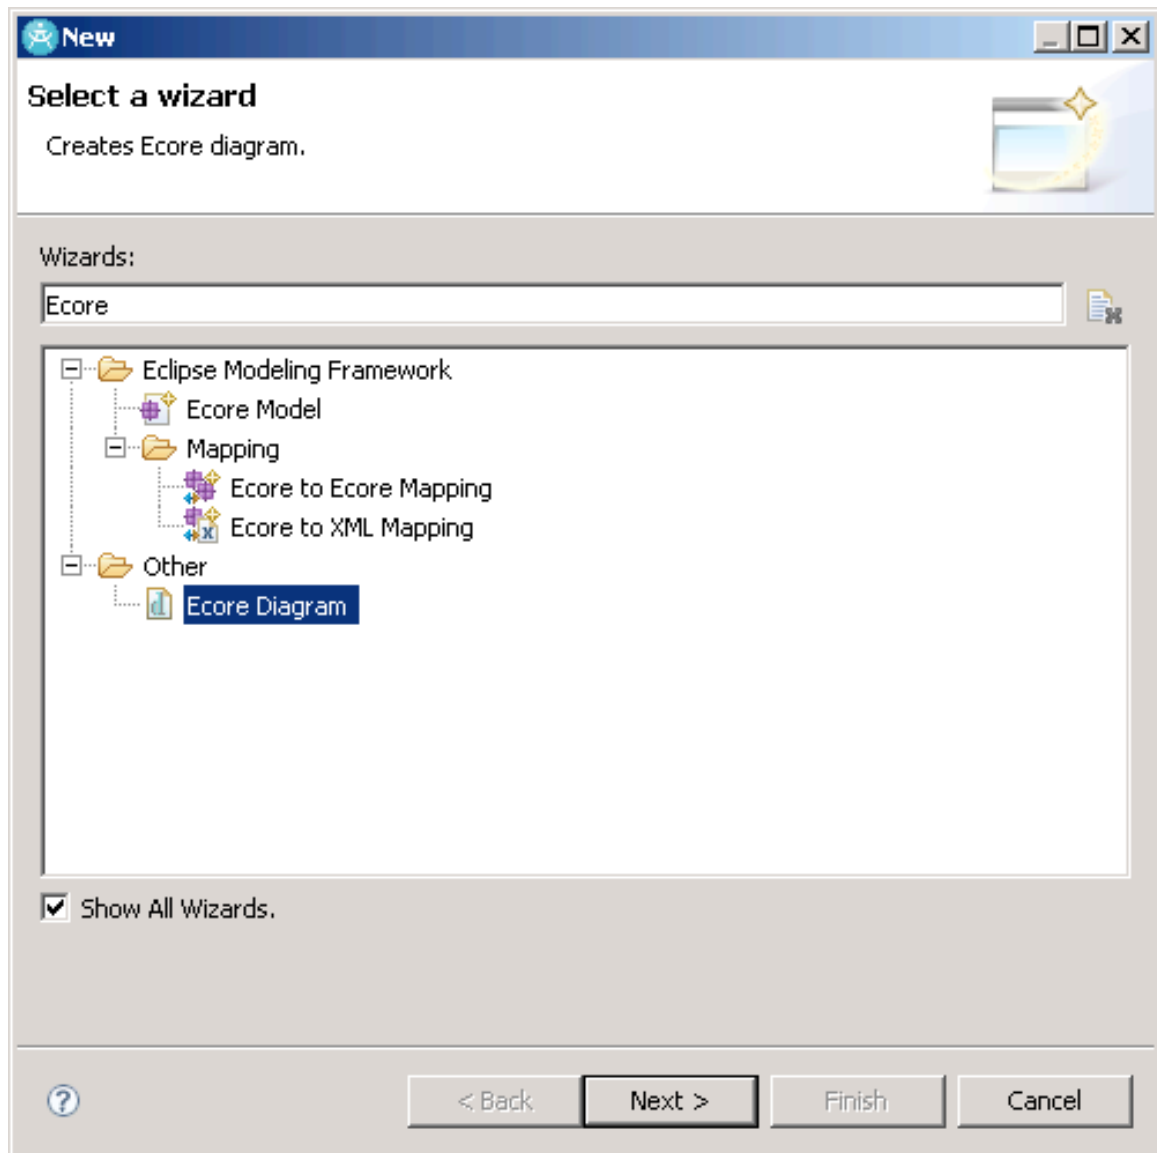 New
Select a wizard
Creates Ecore diagram.
Wizards:
Ecore
Eclipse Modeling Framework
Ecore Model
Mapping
Ecore to Ecore Mapping
Ecore to XML Mapping
Other
Ecore Diagram
Show All Wizards.
< Back Next > Finish Cancel